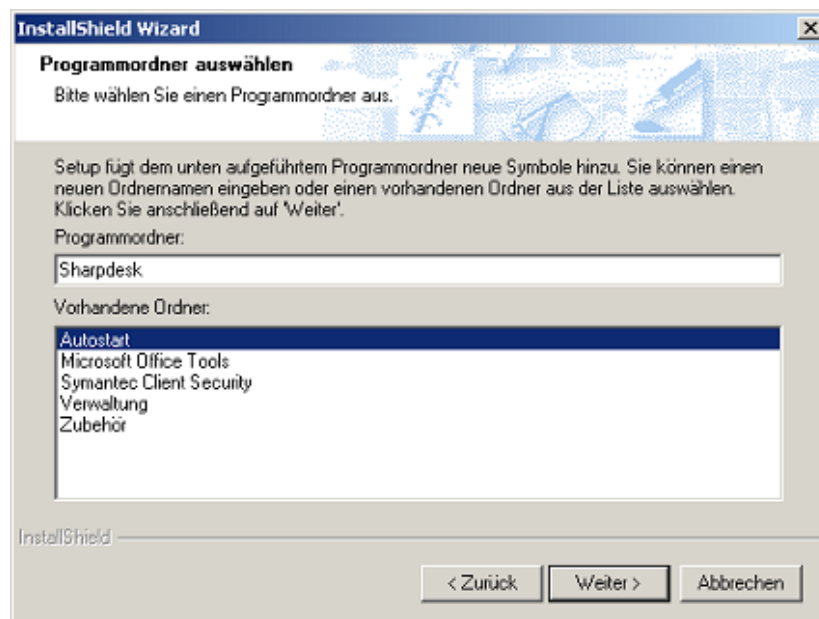 InstallShield Wizard
Programmordner auswählen
Bitte wählen Sie einen Programmordner aus.
Setup fügt dem unten aufgeführtem Programmordner neue Symbole hinzu. Sie können einen
neuen Ordnernamen eingeben oder einen vorhandenen Ordner aus der Liste auswählen.
Klicken Sie anschließend auf 'Weiter'.
Programmordner:
Sharpdesk
Vorhandene Ordner:
Autostart
Microsoft Office Tools
Symantec Client Security
Verwaltung
Zubehör
InstallShield
< Zurück
Weiter >
Abbrechen